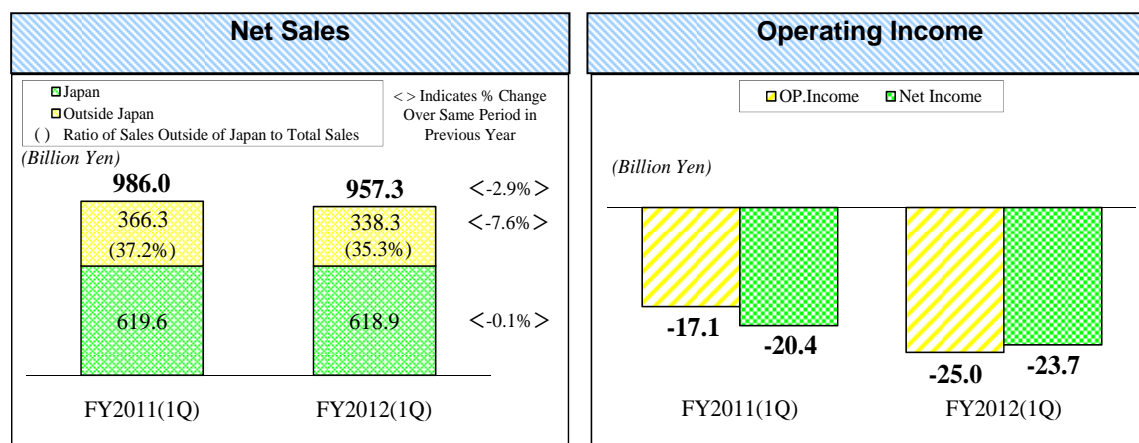 Net Sales
Japan
Outside Japan
( ) Ratio of Sales Outside of Japan to Total Sales
< > Indicates % Change
Over Same Period in
Previous Year
(Billion Yen)
986.0
957.3
<-2.9%>
366.3
(37.2%)
338.3
(35.3%)
<-7.6%>
619.6
618.9
<-0.1%>
FY2011(1Q)
FY2012(1Q)
Operating Income
OP.Income
Net Income
(Billion Yen)
-17.1
-20.4
-25.0
-23.7
FY2011(1Q)
FY2012(1Q)